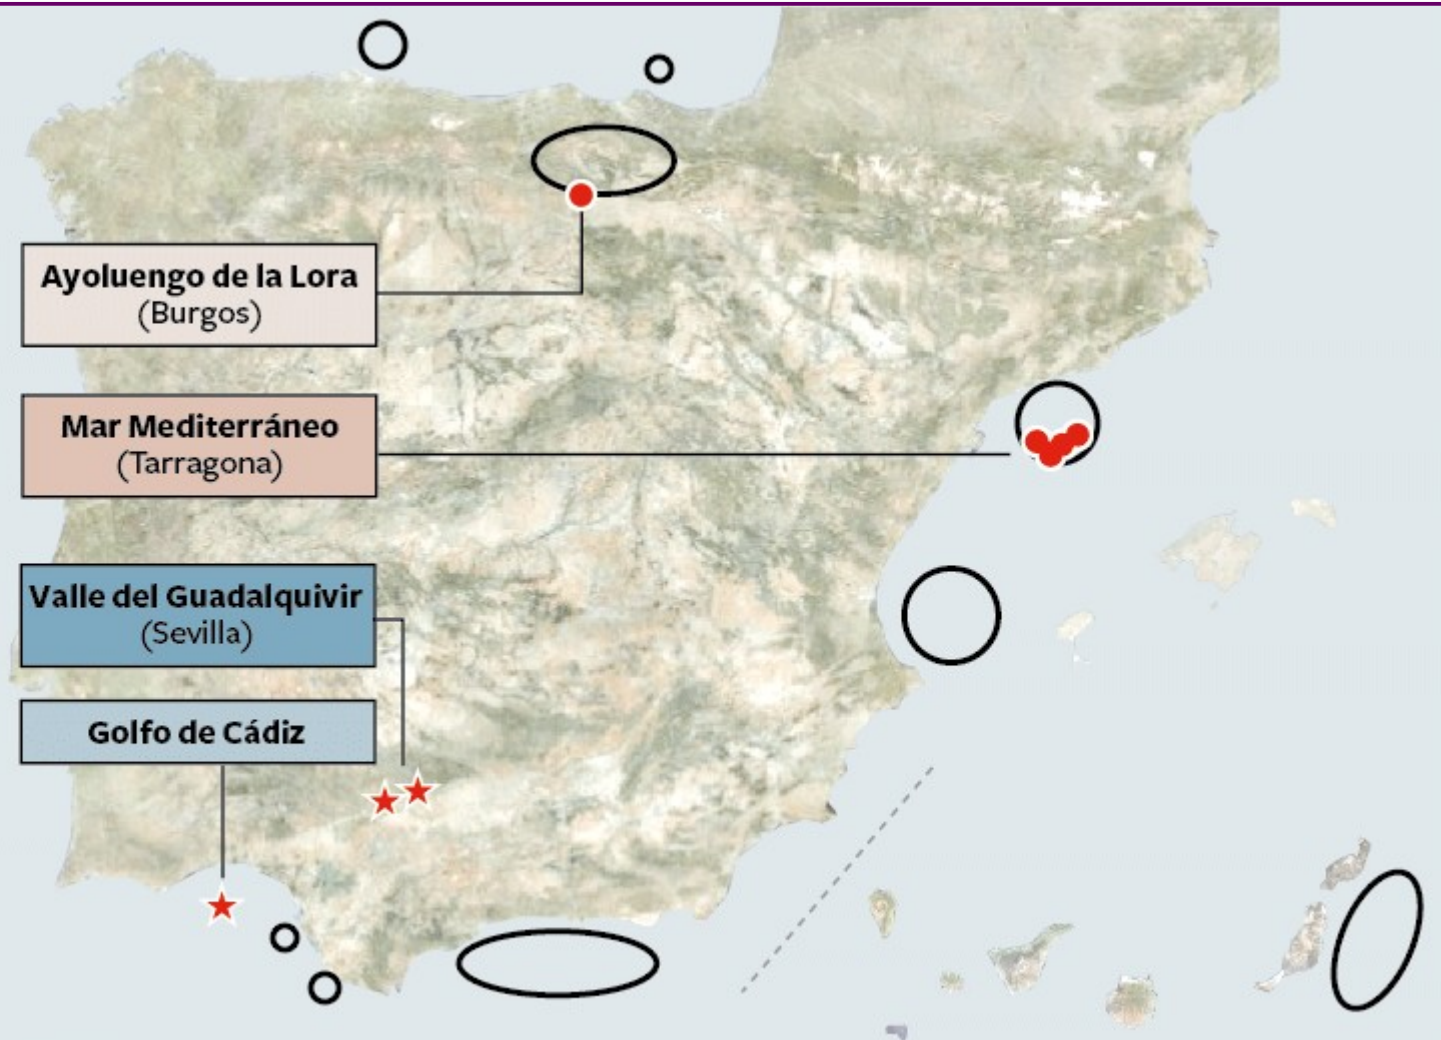 Ayoluengo de la Lora
(Burgos)
Mar Mediterráneo
(Tarragona)
Valle del Guadalquivir
(Sevilla)
Golfo de Cádiz